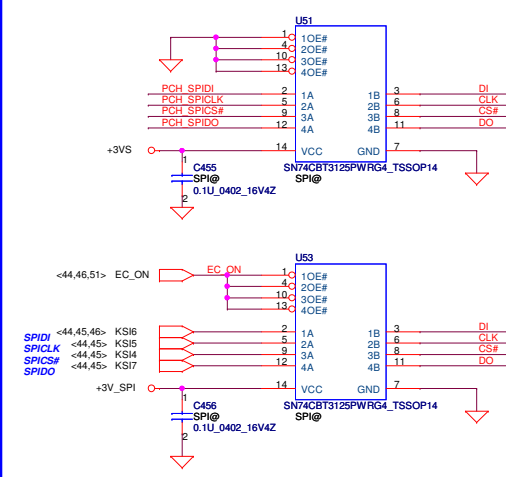 U51
1 1OE#
4 2OE#
10 3OE#
13 4OE#
PCH_SPIDI 2 1A 1B 3 DI
PCH_SPICLK 5 2A 2B 6 CLK
PCH_SPICS# 9 3A 3B 8 CS#
PCH_SPIDO 12 4A 4B 11 DO
+3VS 14 VCC GND 7
1
C455 SN74CBT3125PWRG4_TSSOP14
SPI@ SPI@
0.1U_0402_16V4Z
2
U53
<44,46,51> EC_ON EC_ON 1 1OE#
4 2OE#
10 3OE#
13 4OE#
SPIDI <44,45,46> KSI6 2 1A 1B 3 DI
SPICLK <44,45> KSI5 5 2A 2B 6 CLK
SPICS# <44,45> KSI4 9 3A 3B 8 CS#
SPIDO <44,45> KSI7 12 4A 4B 11 DO
+3V_SPI 14 VCC GND 7
1
C456 SN74CBT3125PWRG4_TSSOP14
SPI@ SPI@
0.1U_0402_16V4Z
2